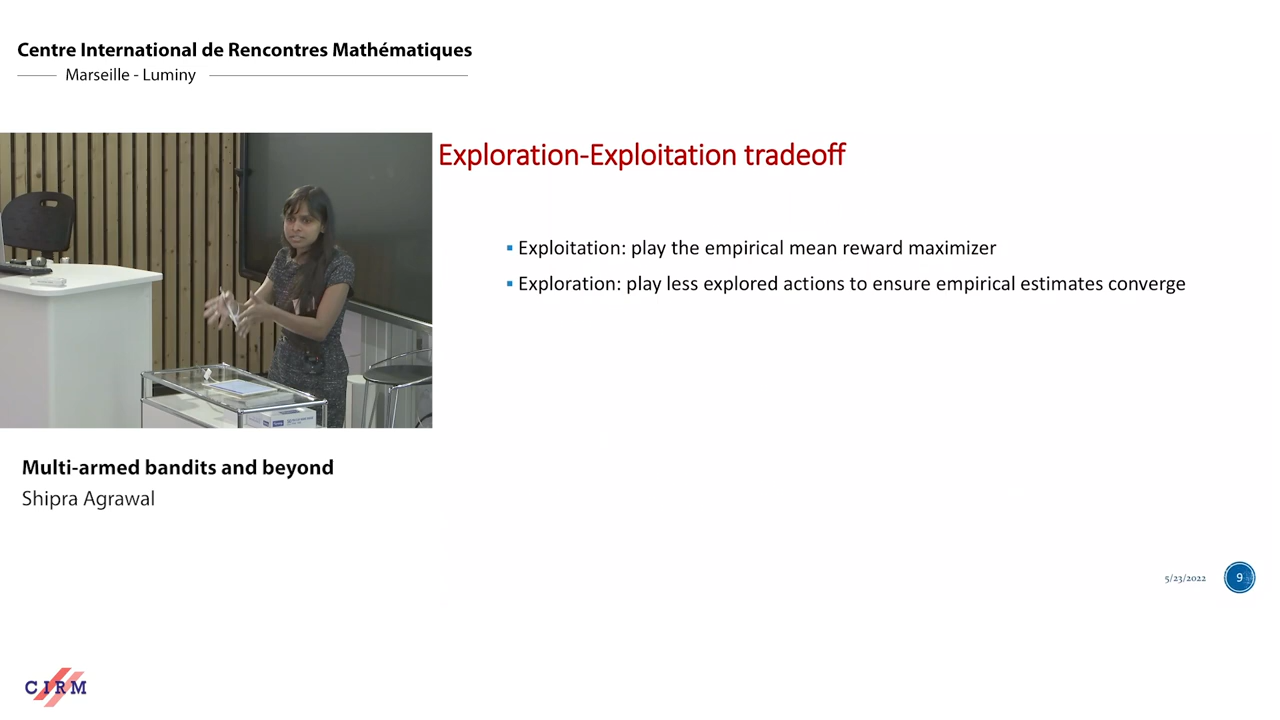 Centre International de Rencontres Mathématiques
Marseille - Luminy
Exploration-Exploitation tradeoff
▪ Exploitation: play the empirical mean reward maximizer
▪ Exploration: play less explored actions to ensure empirical estimates converge
Multi-armed bandits and beyond
Shipra Agrawal
5/23/2022
9
CIRM